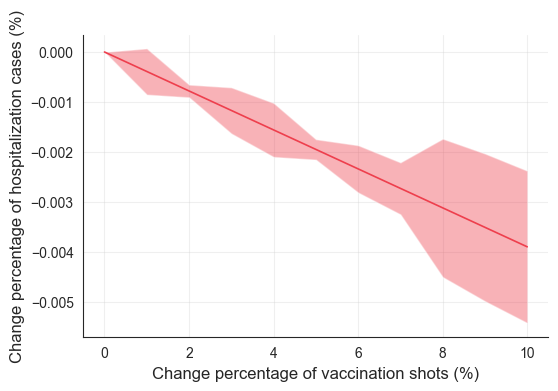 Change percentage of hospitalization cases (%)
0.000
−0.001
−0.002
−0.003
−0.004
−0.005
0 2 4 6 8 10
Change percentage of vaccination shots (%)